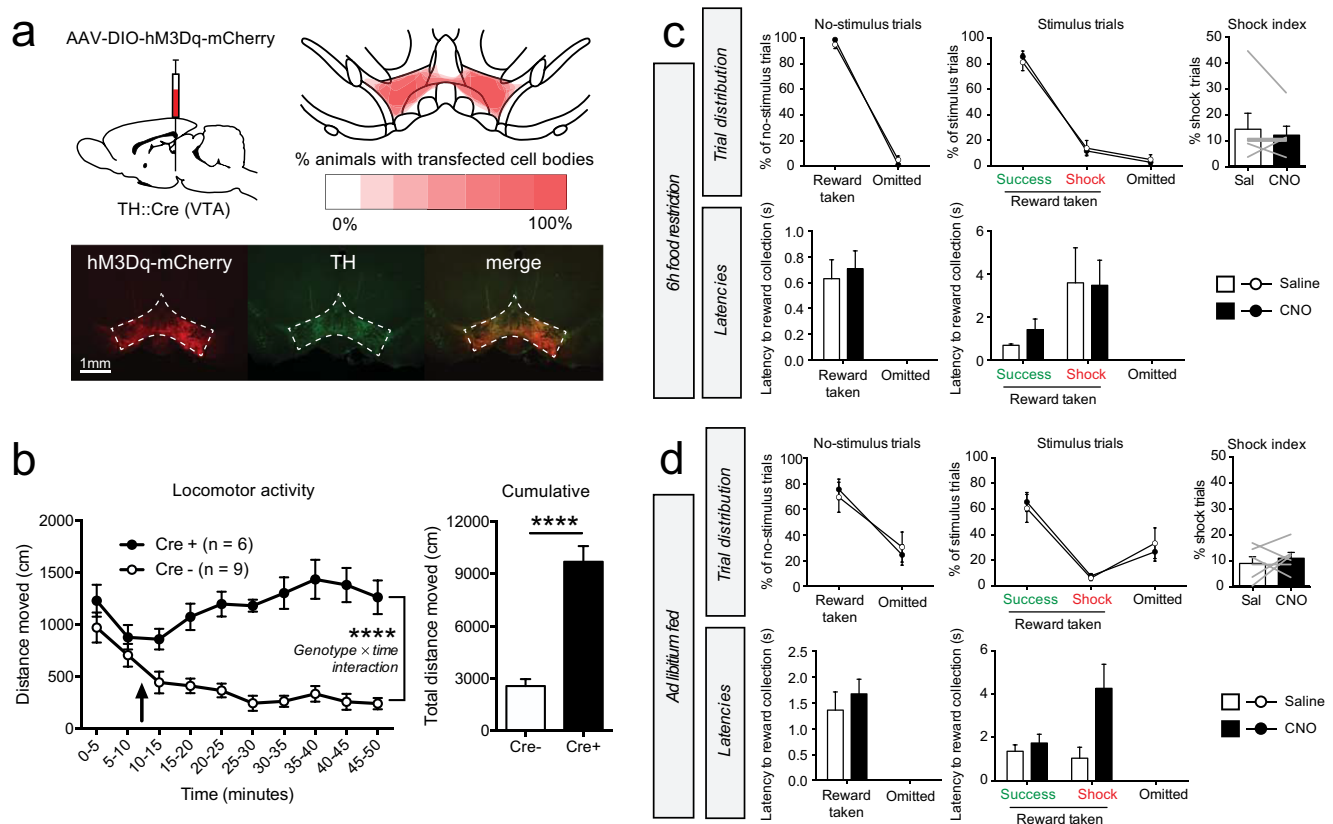 a
AAV-DIO-hM3Dq-mCherry
TH::Cre (VTA)
% animals with transfected cell bodies
0%
100%
hM3Dq-mCherry
TH
merge
1mm
b
Locomotor activity
Distance moved (cm)
2000
1500
1000
500
0
Cre + (n = 6)
Cre - (n = 9)
****
Genotype × time
interaction
0-5
5-10
10-15
15-20
20-25
25-30
30-35
35-40
40-45
45-50
Time (minutes)
Cumulative
Total distance moved (cm)
12000
9000
6000
3000
0
****
Cre-
Cre+
c
6h food restriction
Trial distribution
No-stimulus trials
% of no-stimulus trials
100
80
60
40
20
0
Reward
taken
Omitted
Stimulus trials
% of stimulus trials
100
80
60
40
20
0
Success
Shock
Omitted
Reward taken
Shock index
% shock trials
50
40
30
20
10
0
Sal
CNO
Latencies
Latency to reward collection (s)
1.0
0.8
0.6
0.4
0.2
0.0
Reward
taken
Omitted
Latency to reward collection (s)
6
4
2
0
Success
Shock
Omitted
Reward taken
Saline
CNO
d
Ad libitium fed
Trial distribution
No-stimulus trials
% of no-stimulus trials
100
80
60
40
20
0
Reward
taken
Omitted
Stimulus trials
% of stimulus trials
100
80
60
40
20
0
Success
Shock
Omitted
Reward taken
Shock index
% shock trials
50
40
30
20
10
0
Sal
CNO
Latencies
Latency to reward collection (s)
2.5
2.0
1.5
1.0
0.5
0.0
Reward
taken
Omitted
Latency to reward collection (s)
6
4
2
0
Success
Shock
Omitted
Reward taken
Saline
CNO